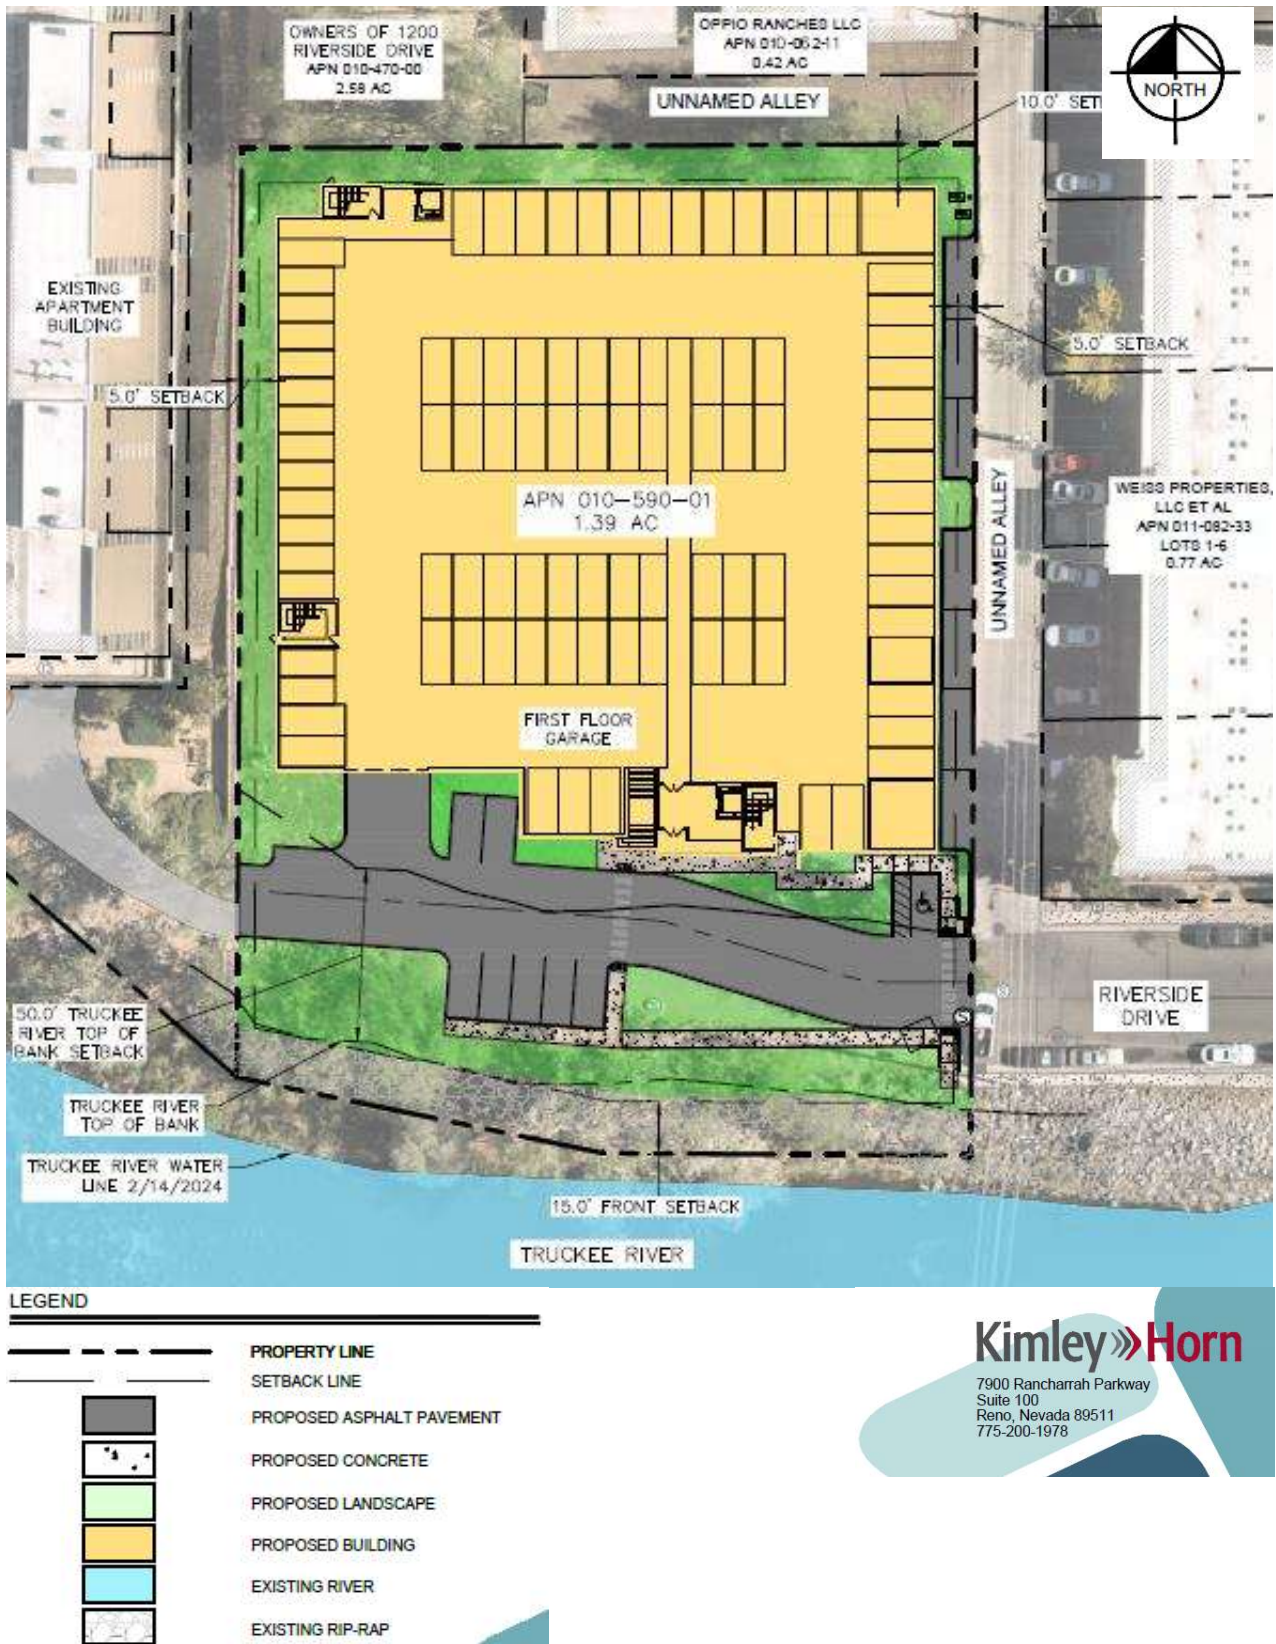 OWNERS OF 1200
RIVERSIDE DRIVE
APN 010-470-00
2.58 AC
OPPIO RANCHES LLC
APN 010-062-11
0.42 AC
UNNAMED ALLEY
10.0' SET
NORTH
EXISTING
APARTMENT
BUILDING
5.0' SETBACK
5.0' SETBACK
APN 010-590-01
1.39 AC
UNNAMED ALLEY
WEISS PROPERTIES,
LLC ET AL
APN 011-082-33
LOTS 1-6
0.77 AC
FIRST FLOOR
GARAGE
50.0' TRUCKEE
RIVER TOP OF
BANK SETBACK
RIVERSIDE
DRIVE
TRUCKEE RIVER
TOP OF BANK
TRUCKEE RIVER WATER
LINE 2/14/2024
15.0' FRONT SETBACK
TRUCKEE RIVER
LEGEND
PROPERTY LINE
SETBACK LINE
PROPOSED ASPHALT PAVEMENT
PROPOSED CONCRETE
PROPOSED LANDSCAPE
PROPOSED BUILDING
EXISTING RIVER
EXISTING RIP-RAP
Kimley»Horn
7900 Rancharrah Parkway
Suite 100
Reno, Nevada 89511
775-200-1978